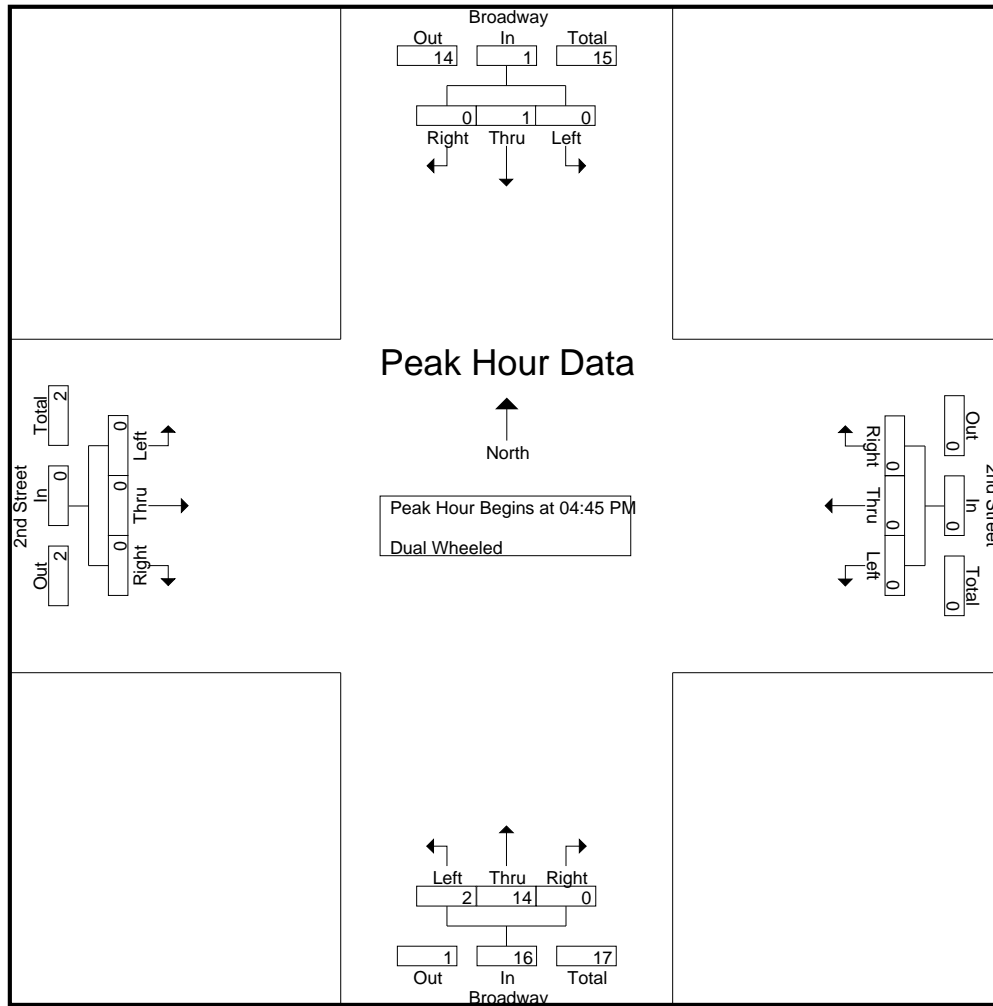 Broadway
Out In Total
14 1 15
0 1 0
Right Thru Left
Peak Hour Data
North
Peak Hour Begins at 04:45 PM
Dual Wheeled
2nd Street
Total In Out
2 0 2
0 0 0
Left Thru Right
2nd Street
Out In Total
0 0 0
0 0 0
Right Thru Left
Left Thru Right
2 14 0
1 16 17
Out In Total
Broadway